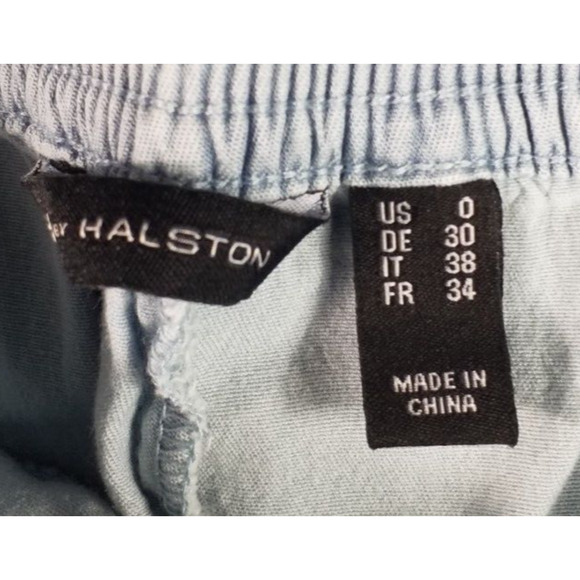 HALSTON
US 0
DE 30
IT 38
FR 34
MADE IN
CHINA